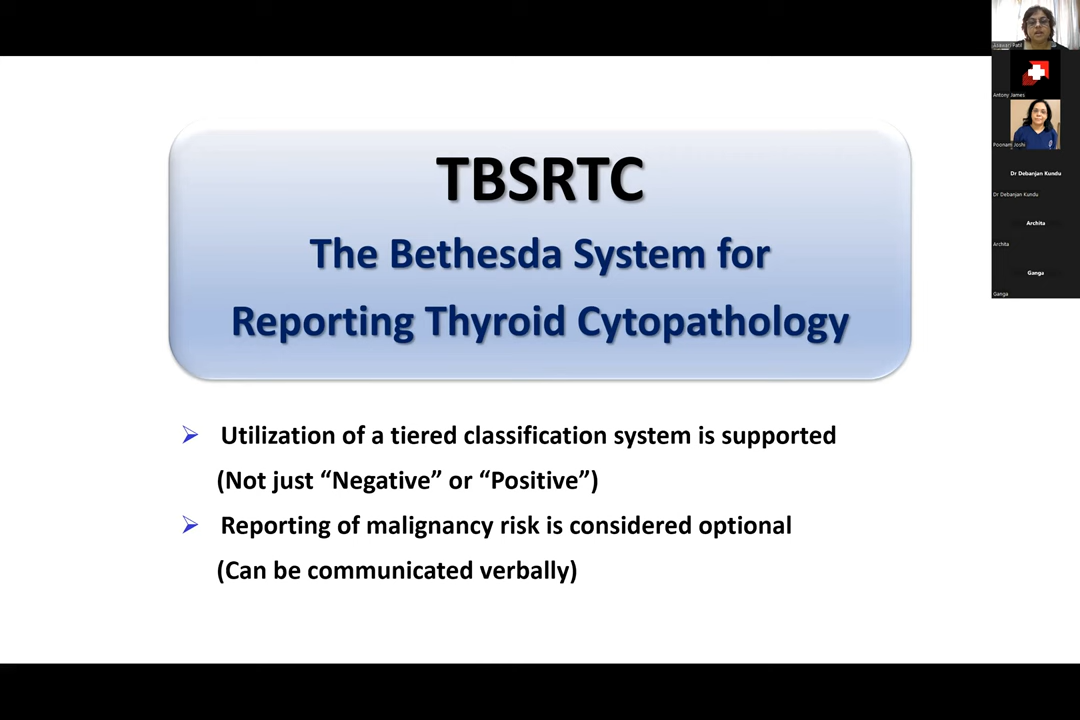 TBSRTC
The Bethesda System for
Reporting Thyroid Cytopathology
➢ Utilization of a tiered classification system is supported
(Not just “Negative” or “Positive”)
➢ Reporting of malignancy risk is considered optional
(Can be communicated verbally)
Patil
Antony James
Poonam Joshi
Dr Debanjan Kundu
Dr Debanjan Kundu
Archita
Archita
Ganga
Ganga